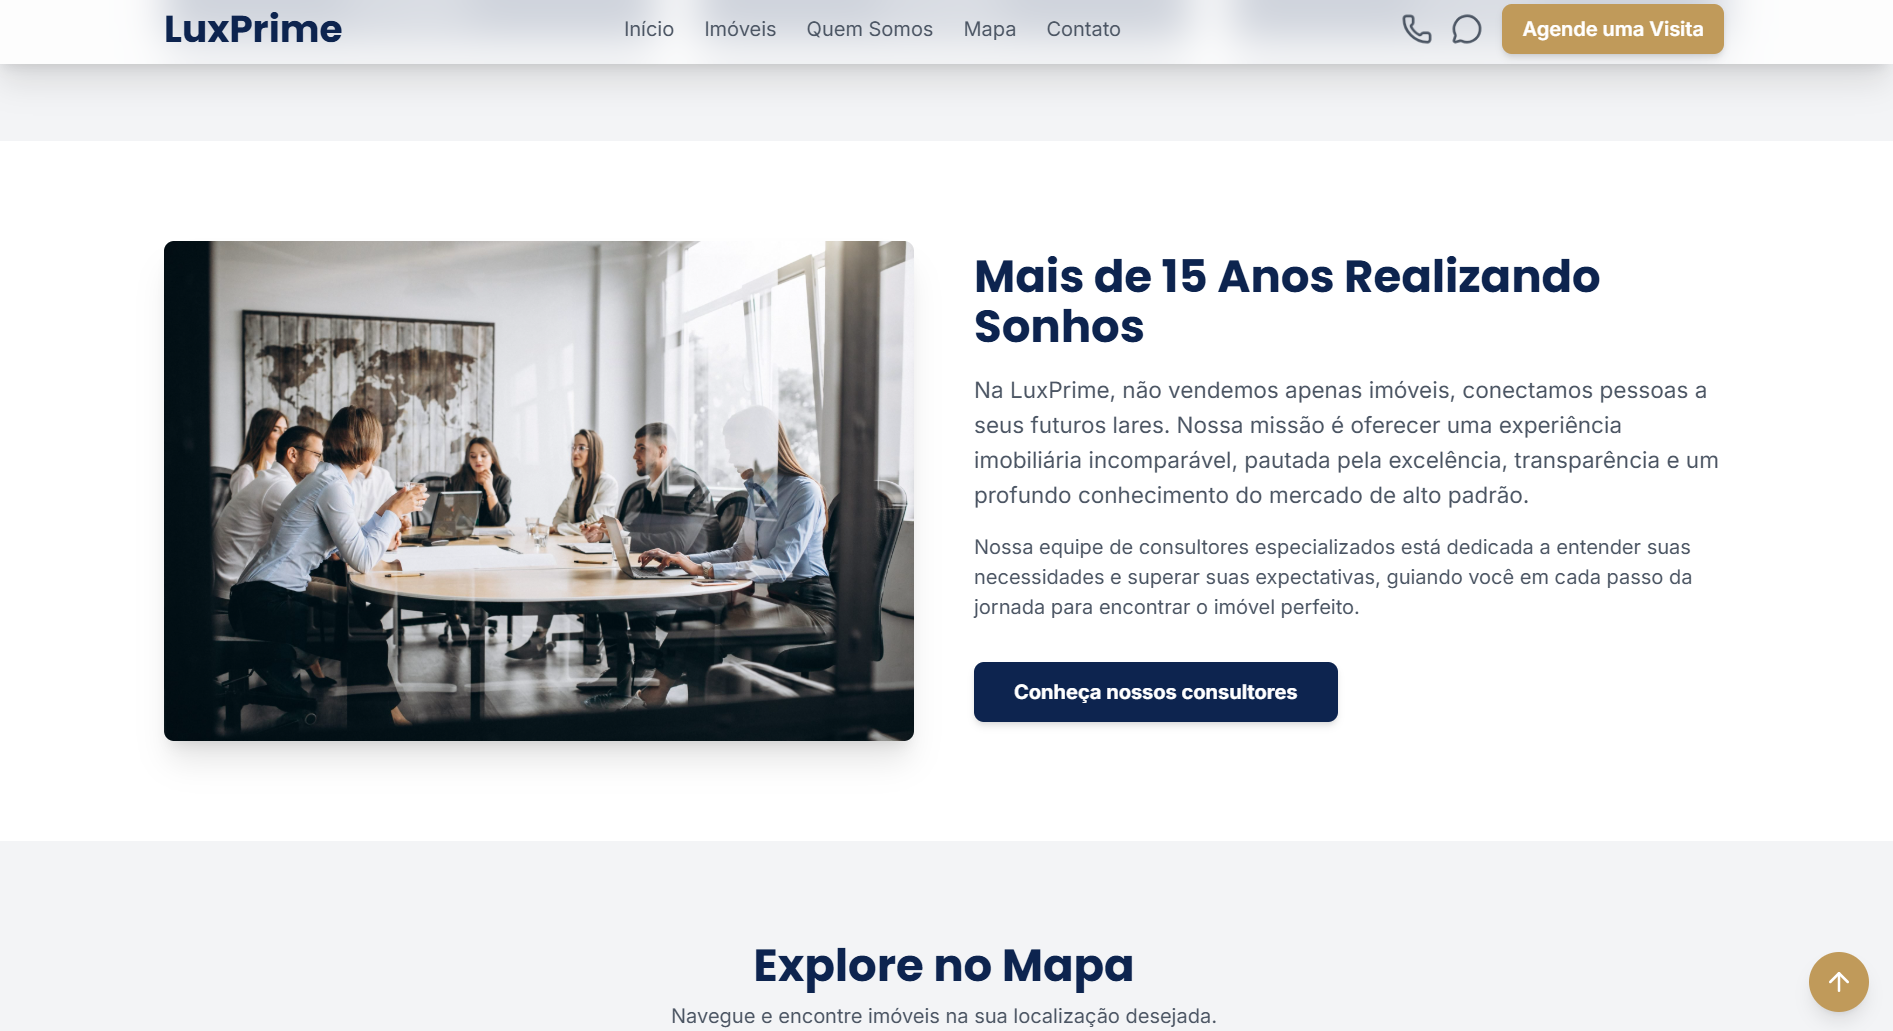 LuxPrime
Início
Imóveis
Quem Somos
Mapa
Contato
Agende uma Visita
Mais de 15 Anos Realizando
Sonhos
Na LuxPrime, não vendemos apenas imóveis, conectamos pessoas a
seus futuros lares. Nossa missão é oferecer uma experiência
imobiliária incomparável, pautada pela excelência, transparência e um
profundo conhecimento do mercado de alto padrão.
Nossa equipe de consultores especializados está dedicada a entender suas
necessidades e superar suas expectativas, guiando você em cada passo da
jornada para encontrar o imóvel perfeito.
Conheça nossos consultores
Explore no Mapa
Navegue e encontre imóveis na sua localização desejada.